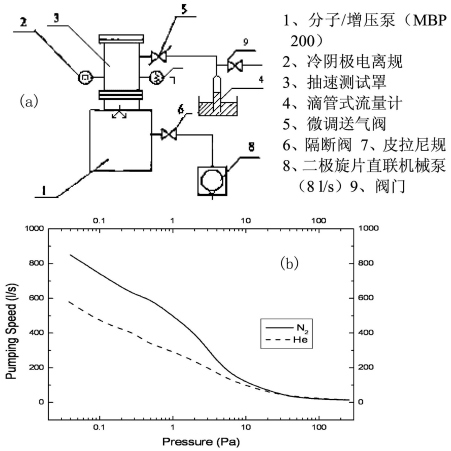 1、分子/增压泵（MBP
200）
2、冷阴极电离规
3、抽速测试罩
4、滴管式流量计
5、微调送气阀
6、隔断阀 7、皮拉尼规
8、二极旋片直联机械泵
（8 l/s）9、阀门
(a)
2
3
5
9
7
4
6
8
1
(b)
0.1 1 10 100
1000
800
600
400
200
0
1000
800
600
400
200
0
Pumping Speed (l/s)
N2
He
0.1 1 10 100
Pressure (Pa)